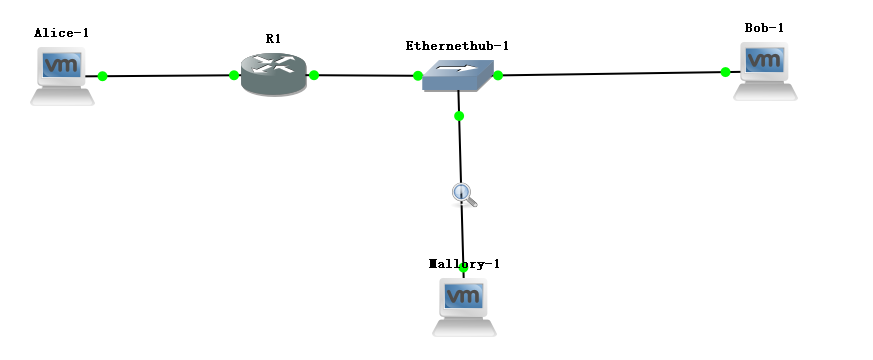 Alice-1
R1
Ethernethub-1
Bob-1
vm
vm
Mallory-1
vm